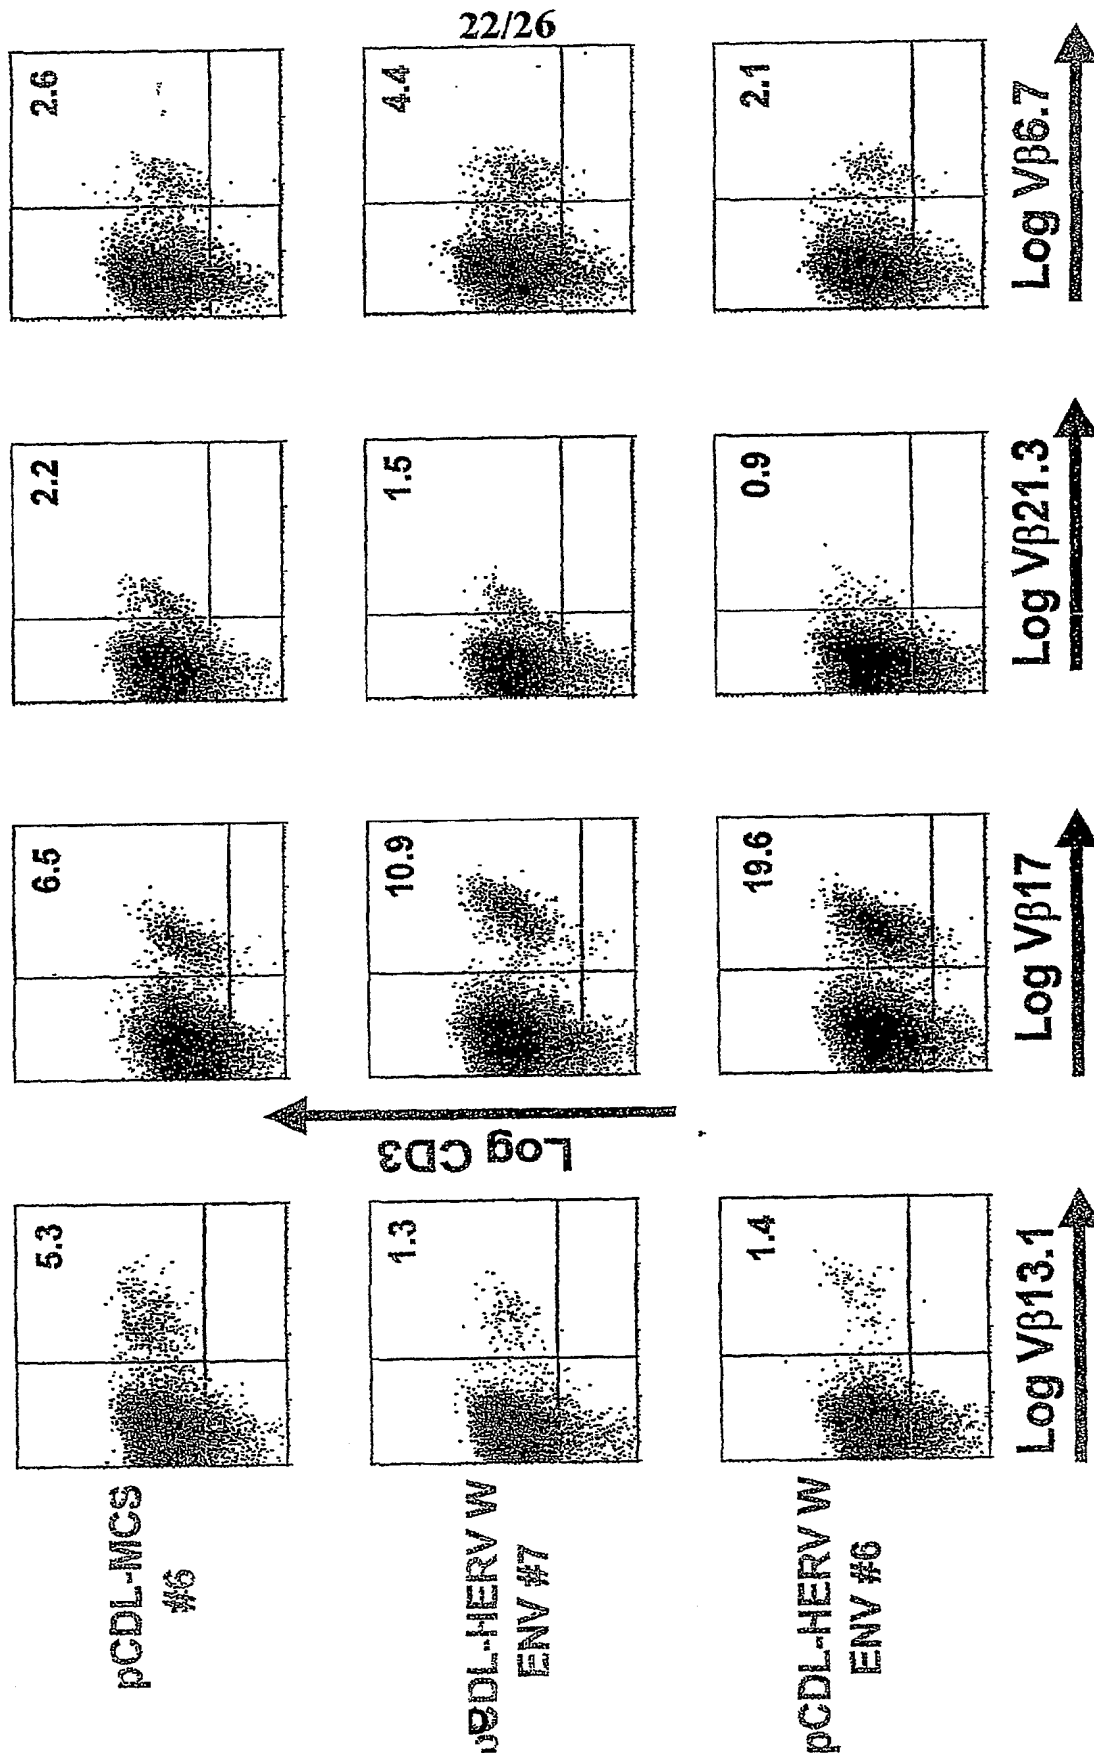 22/26
pCDL-MCS
#6
5.3
6.5
2.2
2.6
Log CD3
pCDL-HERV W
ENV #7
1.3
10.9
1.5
4.4
pCDL-HERV W
ENV #6
1.4
19.6
0.9
2.1
Log Vβ13.1
Log Vβ17
Log Vβ21.3
Log Vβ6.7